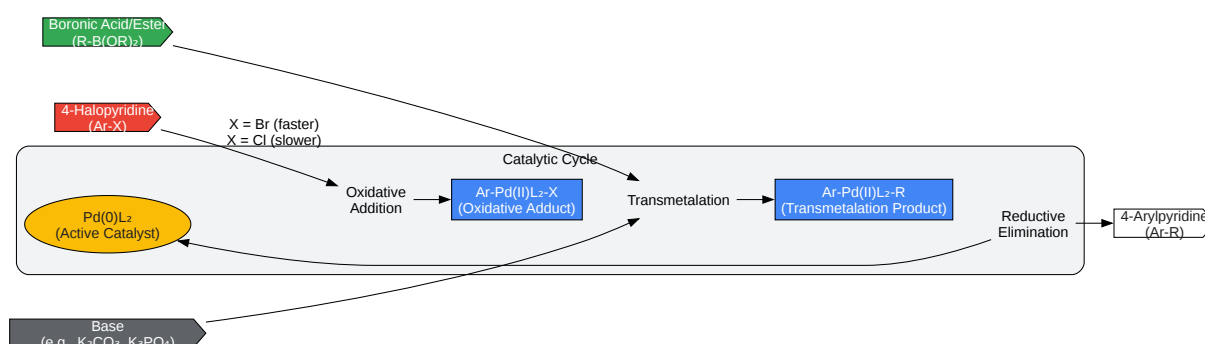 Boronic Acid/Ester
(R-B(OR)₂)
4-Halopyridine
(Ar-X)
X = Br (faster)
X = Cl (slower)
Catalytic Cycle
Pd(0)L₂
(Active Catalyst)
Oxidative
Addition
Ar-Pd(II)L₂-X
(Oxidative Adduct)
Transmetalation
Ar-Pd(II)L₂-R
(Transmetalation Product)
Reductive
Elimination
4-Arylpyridine
(Ar-R)
Base
(e.g., K₂CO₃, K₃PO₄)